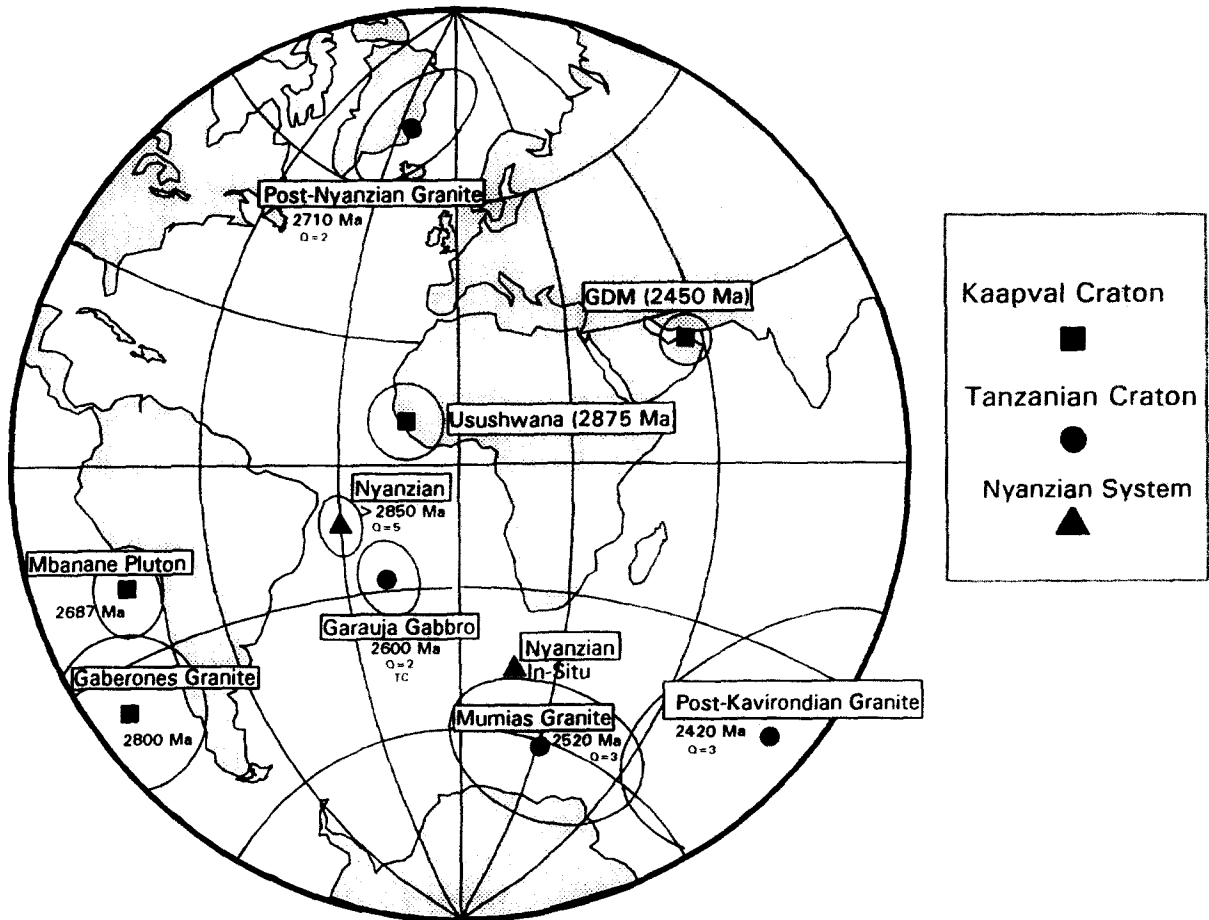 Post-Nyanzian Granite
2710 Ma
Q=2
GDM (2450 Ma)
Usushwana (2875 Ma)
Nyanzian
> 2850 Ma
Q=5
Mbanane Pluton
2687 Ma
Garauja Gabbro
2600 Ma
Q=2
TC
Gaberones Granite
2800 Ma
Nyanzian
In-Situ
Mumias Granite
2520 Ma
Q=3
Post-Kavirondian Granite
2420 Ma
Q=3
Kaapval Craton
Tanzanian Craton
Nyanzian System